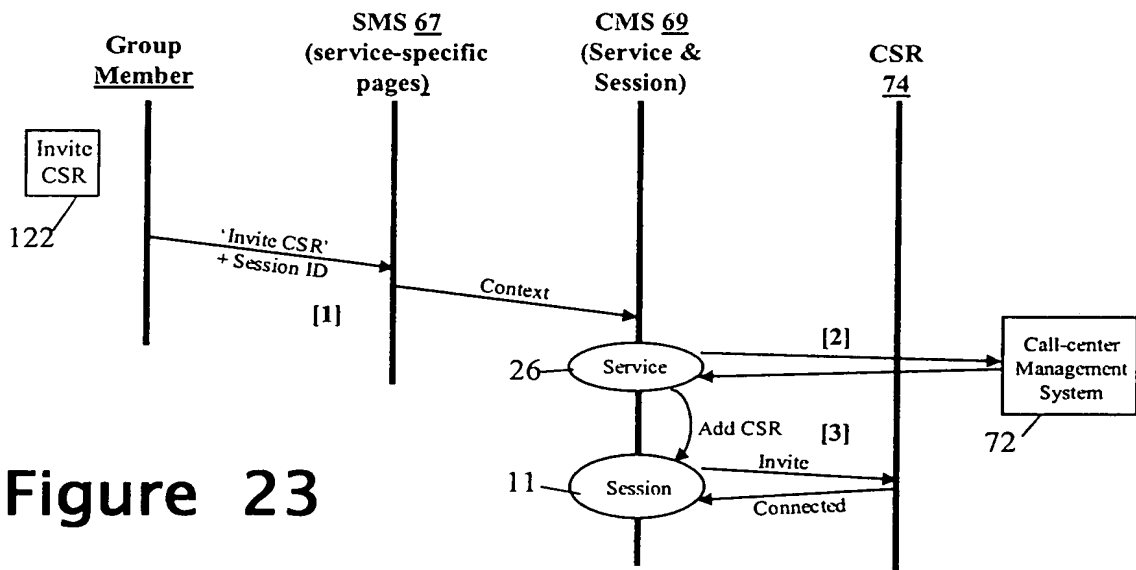 Group
Member
SMS 67
(service-specific
pages)
CMS 69
(Service &
Session)
CSR
74
Invite
CSR
122
'Invite CSR'
+ Session ID
Context
[1]
[2]
Service
26
Call-center
Management
System
72
Add CSR
[3]
Invite
Session
11
Connected
Figure 23